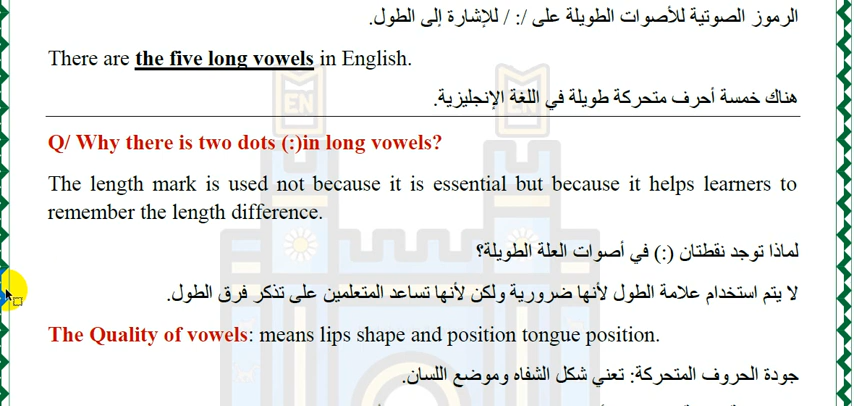 الرموز الصوتية للأصوات الطويلة على /: / للإشارة إلى الطول.
There are the five long vowels in English.
هناك خمسة أحرف متحركة طويلة في اللغة الإنجليزية.
Q/ Why there is two dots (:)in long vowels?
The length mark is used not because it is essential but because it helps learners to
remember the length difference.
لماذا توجد نقطتان (:) في أصوات العلة الطويلة؟
لا يتم استخدام علامة الطول لأنها ضرورية ولكن لأنها تساعد المتعلمين على تذكر فرق الطول.
The Quality of vowels: means lips shape and position tongue position.
جودة الحروف المتحركة: تعني شكل الشفاه وموضع اللسان.
EN